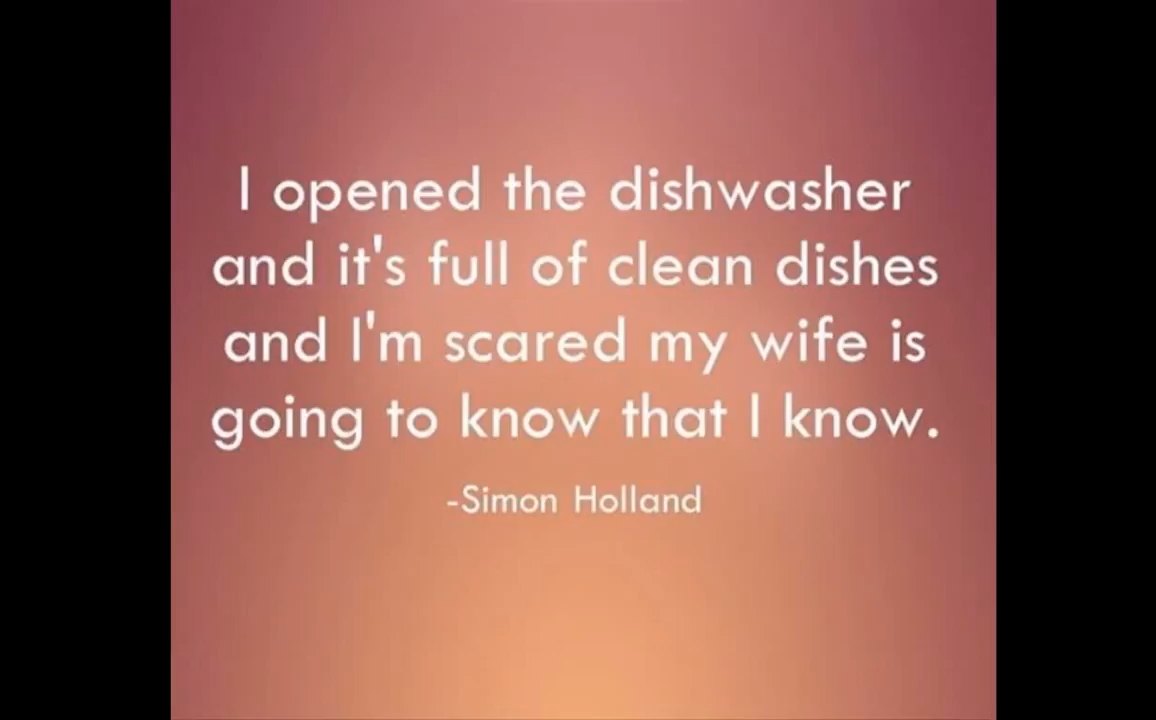 I opened the dishwasher
and it's full of clean dishes
and I'm scared my wife is
going to know that I know.
-Simon Holland